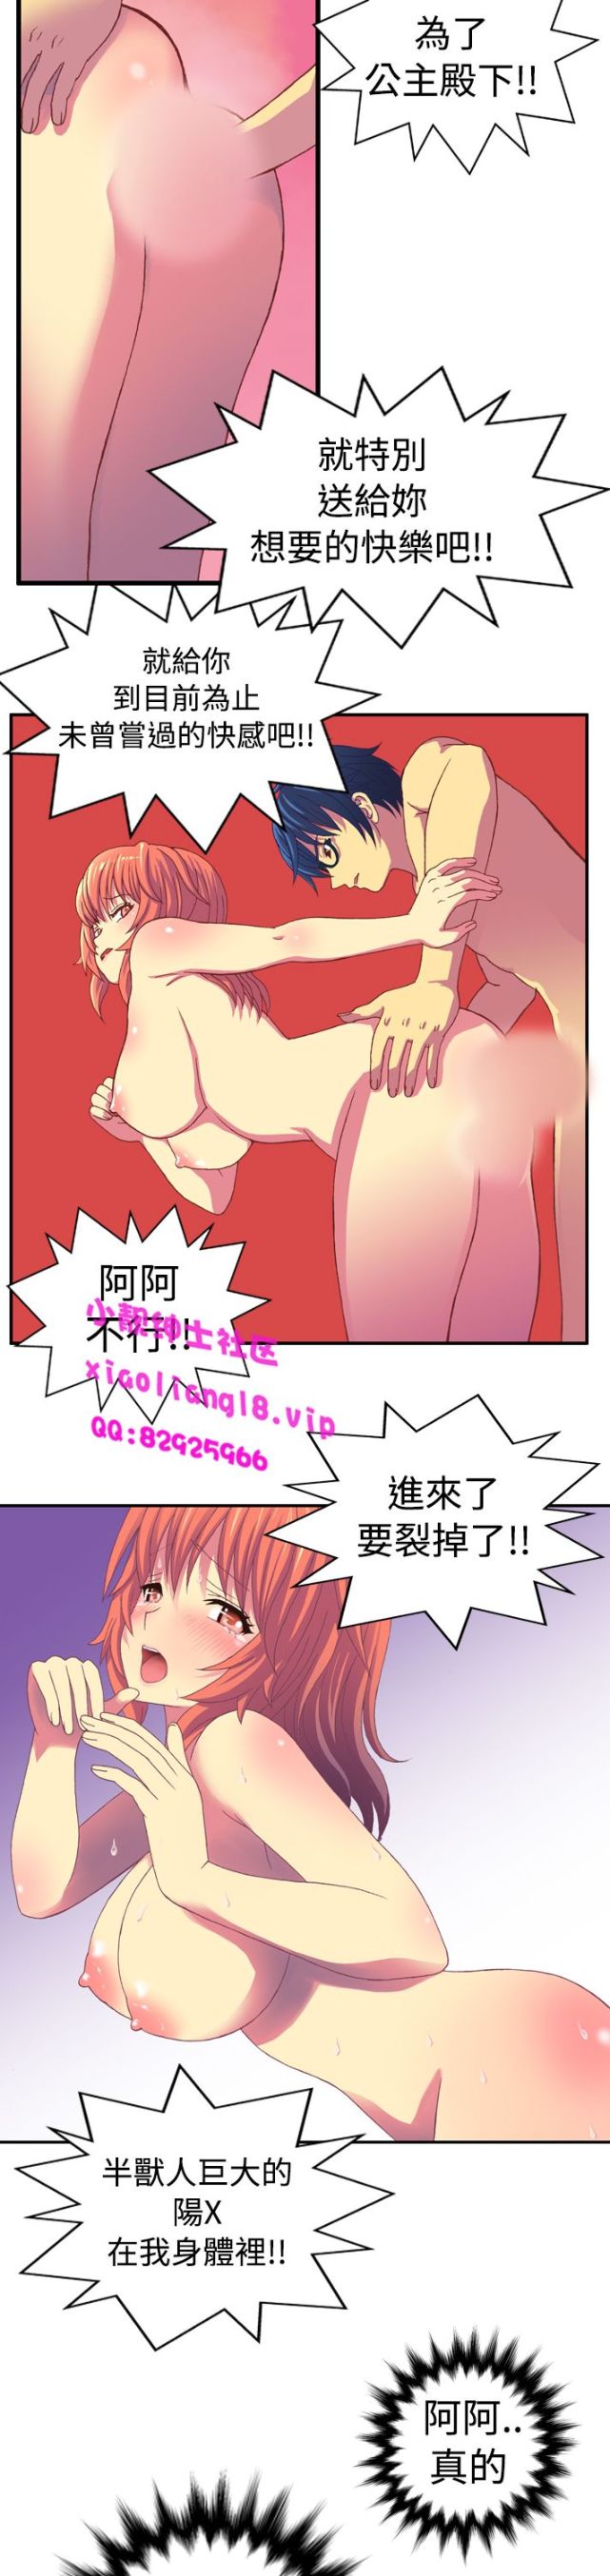 為了
公主殿下!!
就特別
送給妳
想要的快樂吧!!
就給你
到目前為止
未曾嘗過的快感吧!!
阿阿
不行!!
小靓绅士社区
xiaoliang18.vip
QQ:82925966
進來了
要裂掉了!!
半獸人巨大的
陽X
在我身體裡!!
阿阿..
真的